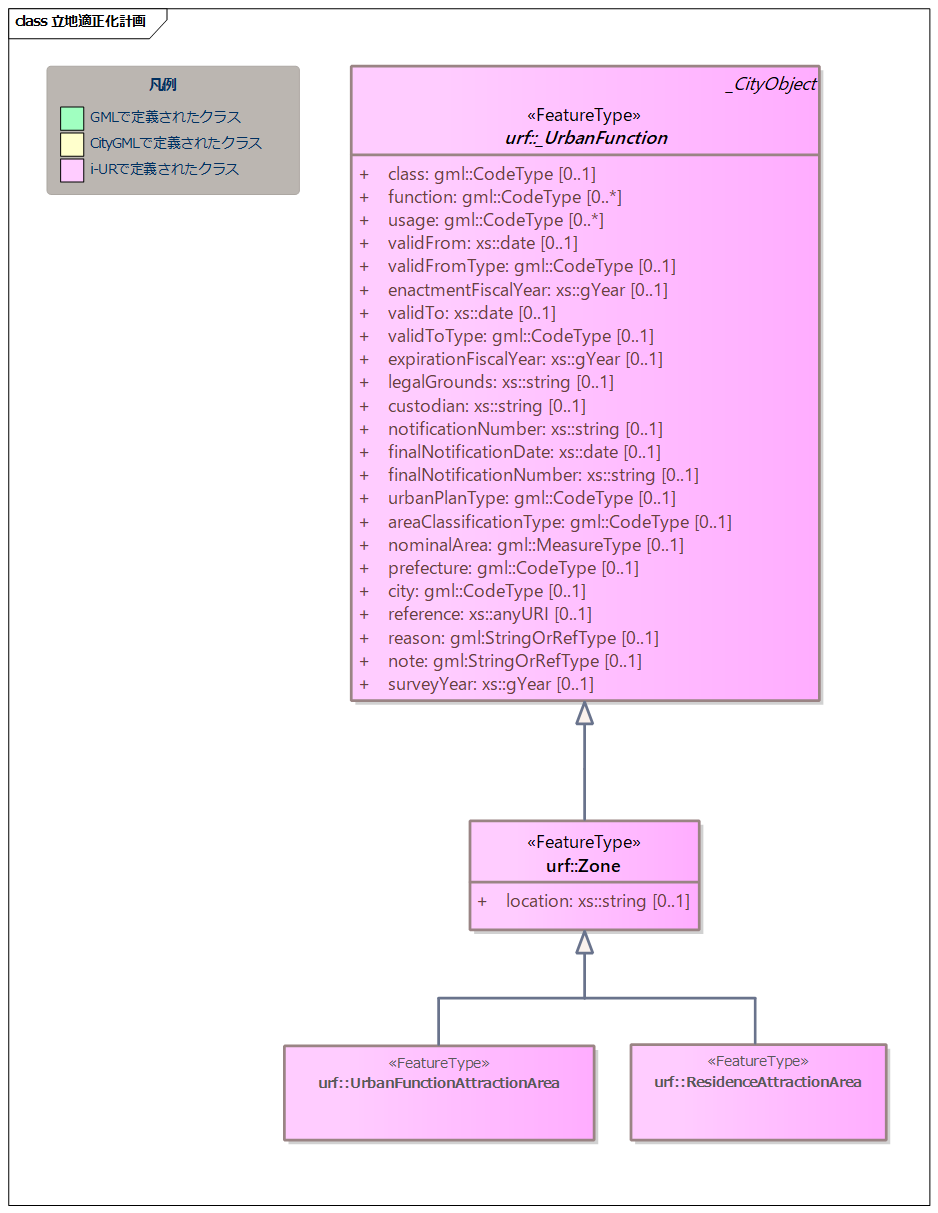 class 立地適正化計画
凡例
GMLで定義されたクラス
CityGMLで定義されたクラス
i-URで定義されたクラス
_CityObject
«FeatureType»
urf::_UrbanFunction
+ class: gml::CodeType [0..1]
+ function: gml::CodeType [0..*]
+ usage: gml::CodeType [0..*]
+ validFrom: xs::date [0..1]
+ validFromType: gml::CodeType [0..1]
+ enactmentFiscalYear: xs::gYear [0..1]
+ validTo: xs::date [0..1]
+ validToType: gml::CodeType [0..1]
+ expirationFiscalYear: xs::gYear [0..1]
+ legalGrounds: xs::string [0..1]
+ custodian: xs::string [0..1]
+ notificationNumber: xs::string [0..1]
+ finalNotificationDate: xs::date [0..1]
+ finalNotificationNumber: xs::string [0..1]
+ urbanPlanType: gml::CodeType [0..1]
+ areaClassificationType: gml::CodeType [0..1]
+ nominalArea: gml::MeasureType [0..1]
+ prefecture: gml::CodeType [0..1]
+ city: gml::CodeType [0..1]
+ reference: xs::anyURI [0..1]
+ reason: gml:StringOrRefType [0..1]
+ note: gml:StringOrRefType [0..1]
+ surveyYear: xs::gYear [0..1]
«FeatureType»
urf::Zone
+ location: xs::string [0..1]
«FeatureType»
urf::UrbanFunctionAttractionArea
«FeatureType»
urf::ResidenceAttractionArea